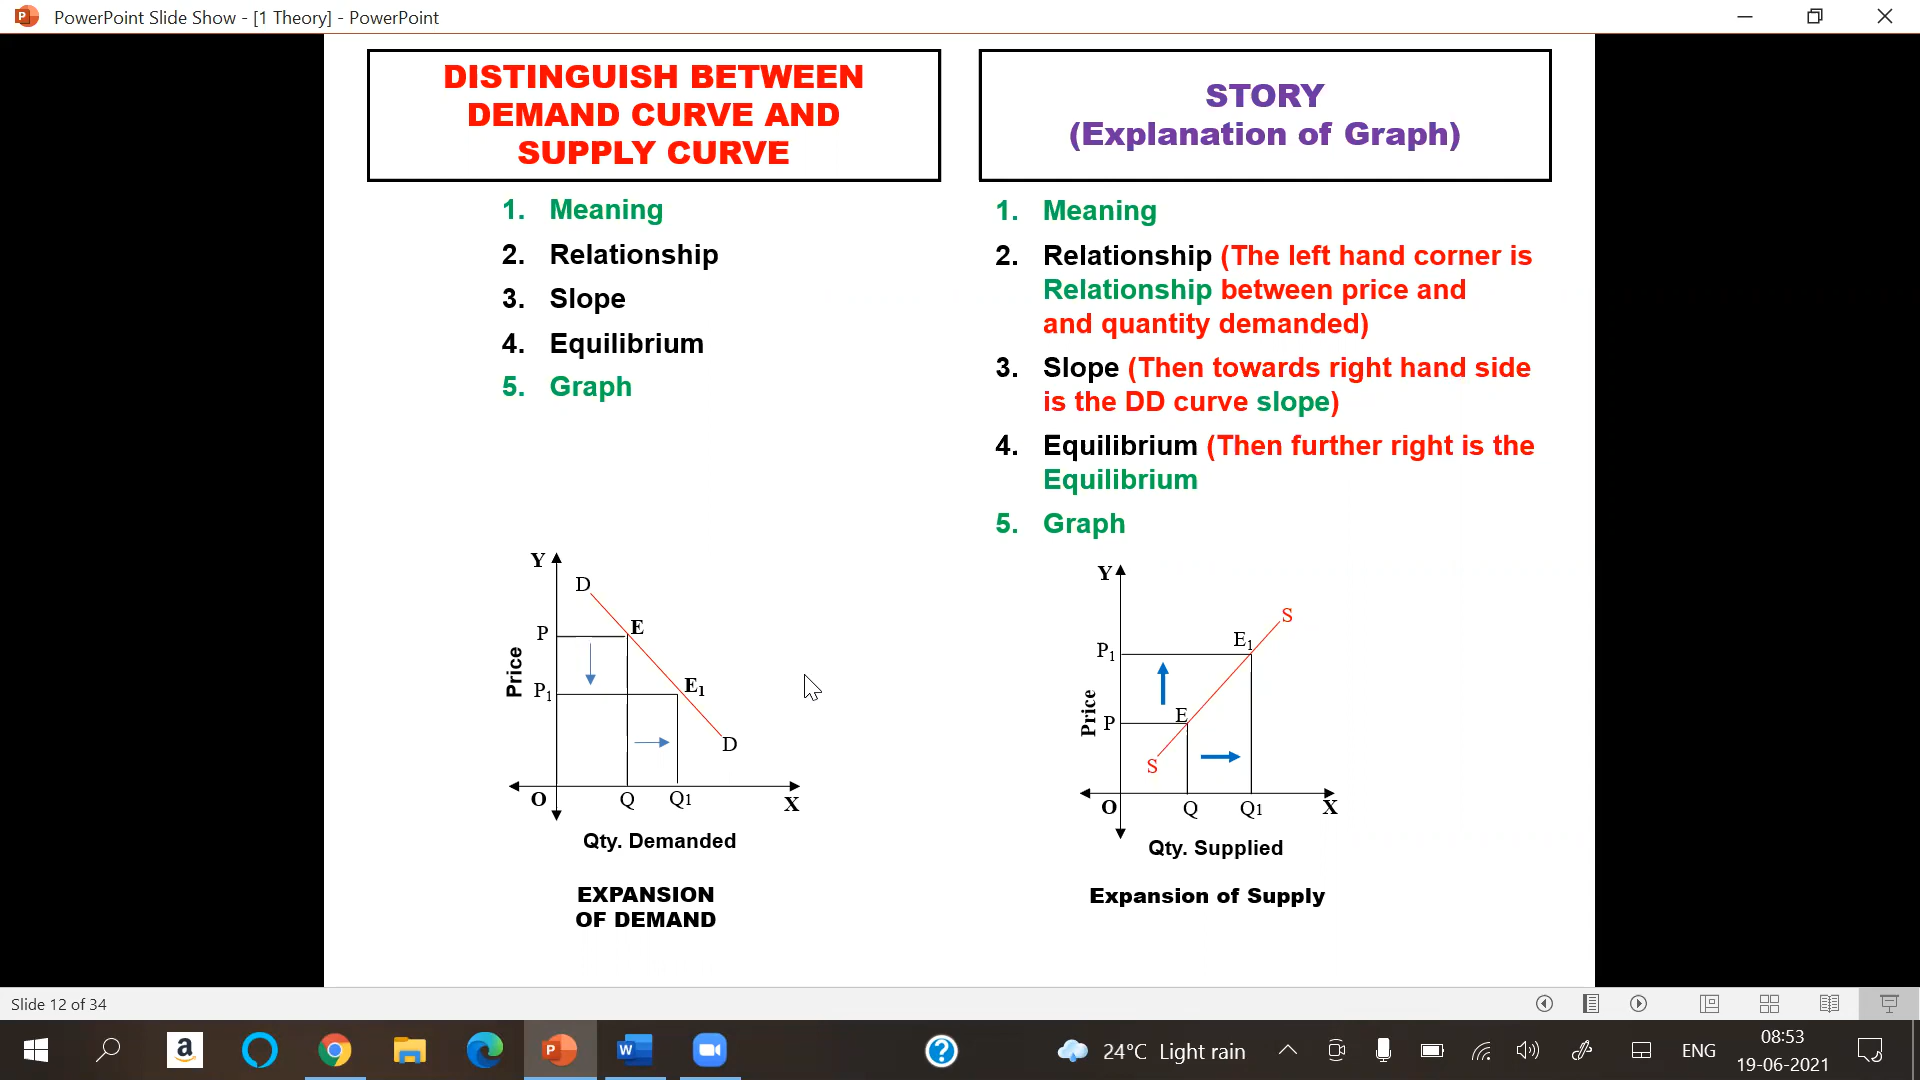 PowerPoint Slide Show - [1 Theory] - PowerPoint
DISTINGUISH BETWEEN
DEMAND CURVE AND
SUPPLY CURVE
1. Meaning
2. Relationship
3. Slope
4. Equilibrium
5. Graph
Y
D
P
E
Price
P1
E1
D
O
Q
Q1
X
Qty. Demanded
EXPANSION
OF DEMAND
STORY
(Explanation of Graph)
1. Meaning
2. Relationship (The left hand corner is
Relationship between price and
and quantity demanded)
3. Slope (Then towards right hand side
is the DD curve slope)
4. Equilibrium (Then further right is the
Equilibrium
5. Graph
Y
S
E1
P1
Price
P
E
S
O
Q
Q1
X
Qty. Supplied
Expansion of Supply
Slide 12 of 34
24°C Light rain
ENG
08:53
19-06-2021